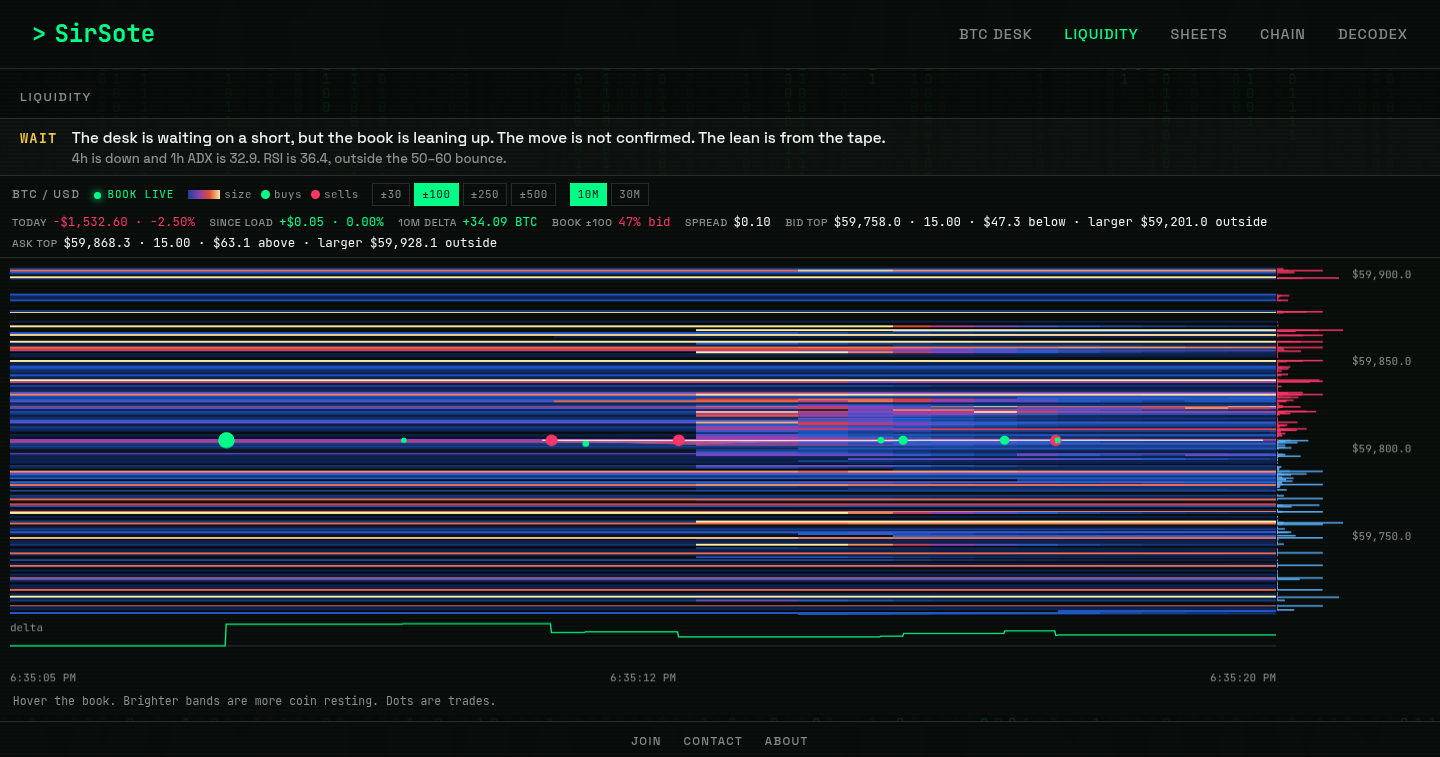 > SirSote
BTC DESK LIQUIDITY SHEETS CHAIN DECODEX
LIQUIDITY
WAIT The desk is waiting on a short, but the book is leaning up. The move is not confirmed. The lean is from the tape.
4h is down and 1h ADX is 32.9. RSI is 36.4, outside the 50–60 bounce.
BTC / USD BOOK LIVE size buys sells ±30 ±100 ±250 ±500 10M 30M
TODAY -$1,532.60 · -2.50% SINCE LOAD +$0.05 · 0.00% 10M DELTA +34.09 BTC BOOK ±100 47% bid SPREAD $0.10 BID TOP $59,758.0 · 15.00 · $47.3 below · larger $59,201.0 outside
ASK TOP $59,868.3 · 15.00 · $63.1 above · larger $59,928.1 outside
$59,900.0
$59,850.0
$59,800.0
$59,750.0
delta
6:35:05 PM 6:35:12 PM 6:35:20 PM
Hover the book. Brighter bands are more coin resting. Dots are trades.
JOIN CONTACT ABOUT